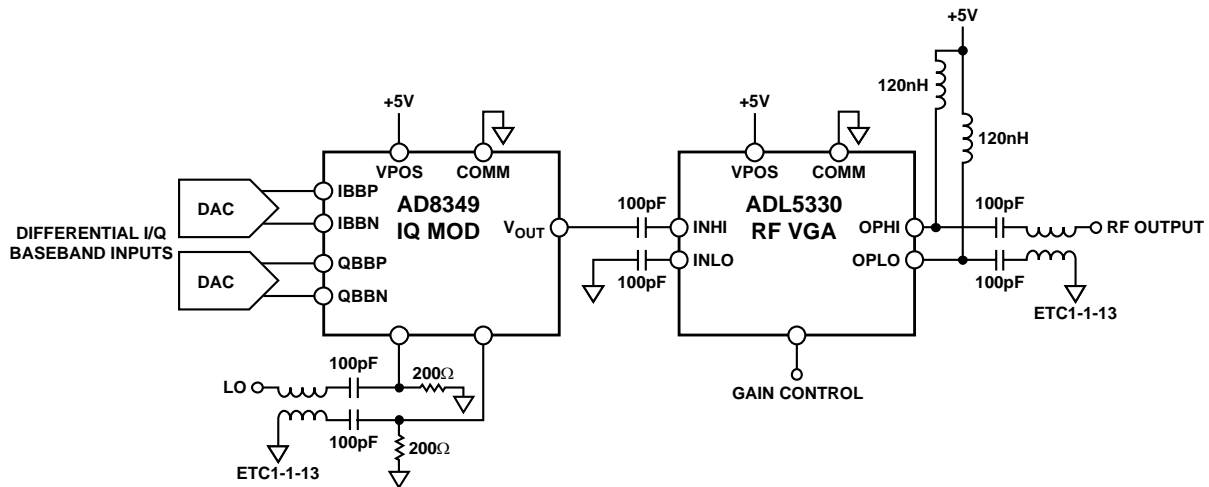 +5V
120nH
120nH
+5V
VPOS
COMM
+5V
VPOS
COMM
DIFFERENTIAL I/Q
BASEBAND INPUTS
DAC
DAC
IBBP
IBBN
QBBP
QBBN
AD8349
IQ MOD
VOUT
100pF
100pF
INHI
INLO
ADL5330
RF VGA
OPHI
OPLO
100pF
RF OUTPUT
100pF
ETC1-1-13
GAIN CONTROL
LO
100pF
200Ω
100pF
200Ω
ETC1-1-13